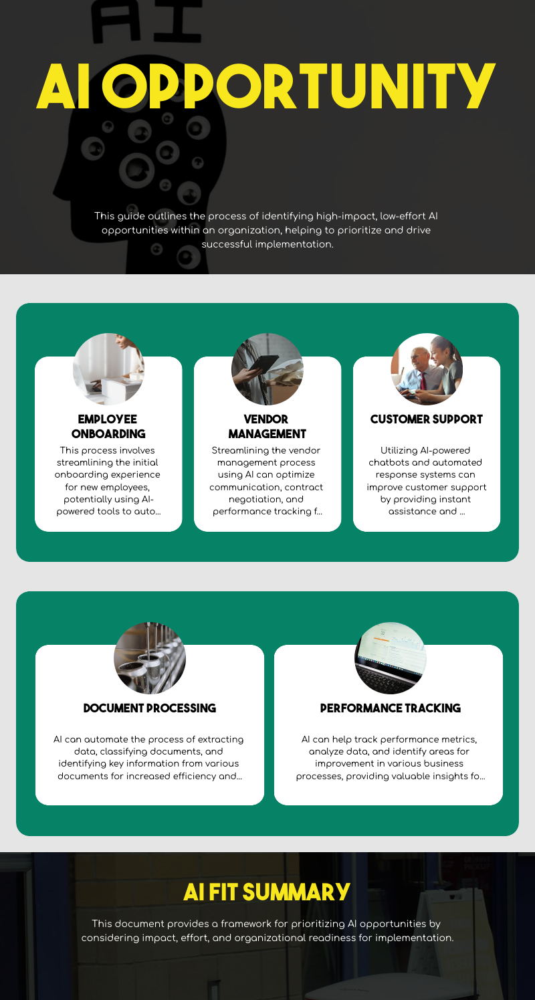 AI
AI OPPORTUNITY
This guide outlines the process of identifying high-impact, low-effort AI
opportunities within an organization, helping to prioritize and drive
successful implementation.
EMPLOYEE
ONBOARDING
This process involves
streamlining the initial
onboarding experience
for new employees,
potentially using AI-
powered tools to auto...
VENDOR
MANAGEMENT
Streamlining the vendor
management process
using AI can optimize
communication, contract
negotiation, and
performance tracking f...
CUSTOMER SUPPORT
Utilizing AI-powered
chatbots and automated
response systems can
improve customer support
by providing instant
assistance and ...
DOCUMENT PROCESSING
AI can automate the process of extracting
data, classifying documents, and
identifying key information from various
documents for increased efficiency and...
PERFORMANCE TRACKING
AI can help track performance metrics,
analyze data, and identify areas for
improvement in various business
processes, providing valuable insights fo...
AI FIT SUMMARY
This document provides a framework for prioritizing AI opportunities by
considering impact, effort, and organizational readiness for implementation.